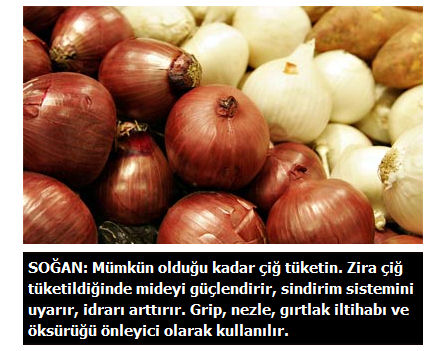 SOĞAN: Mümkün olduğu kadar çiğ tüketin. Zira çiğ
tüketildiğinde mideyi güçlendirir, sindirim sistemini
uyarır, idrarı arttırır. Grip, nezle, gırtlak iltihabı ve
öksürüğü önleyici olarak kullanılır.